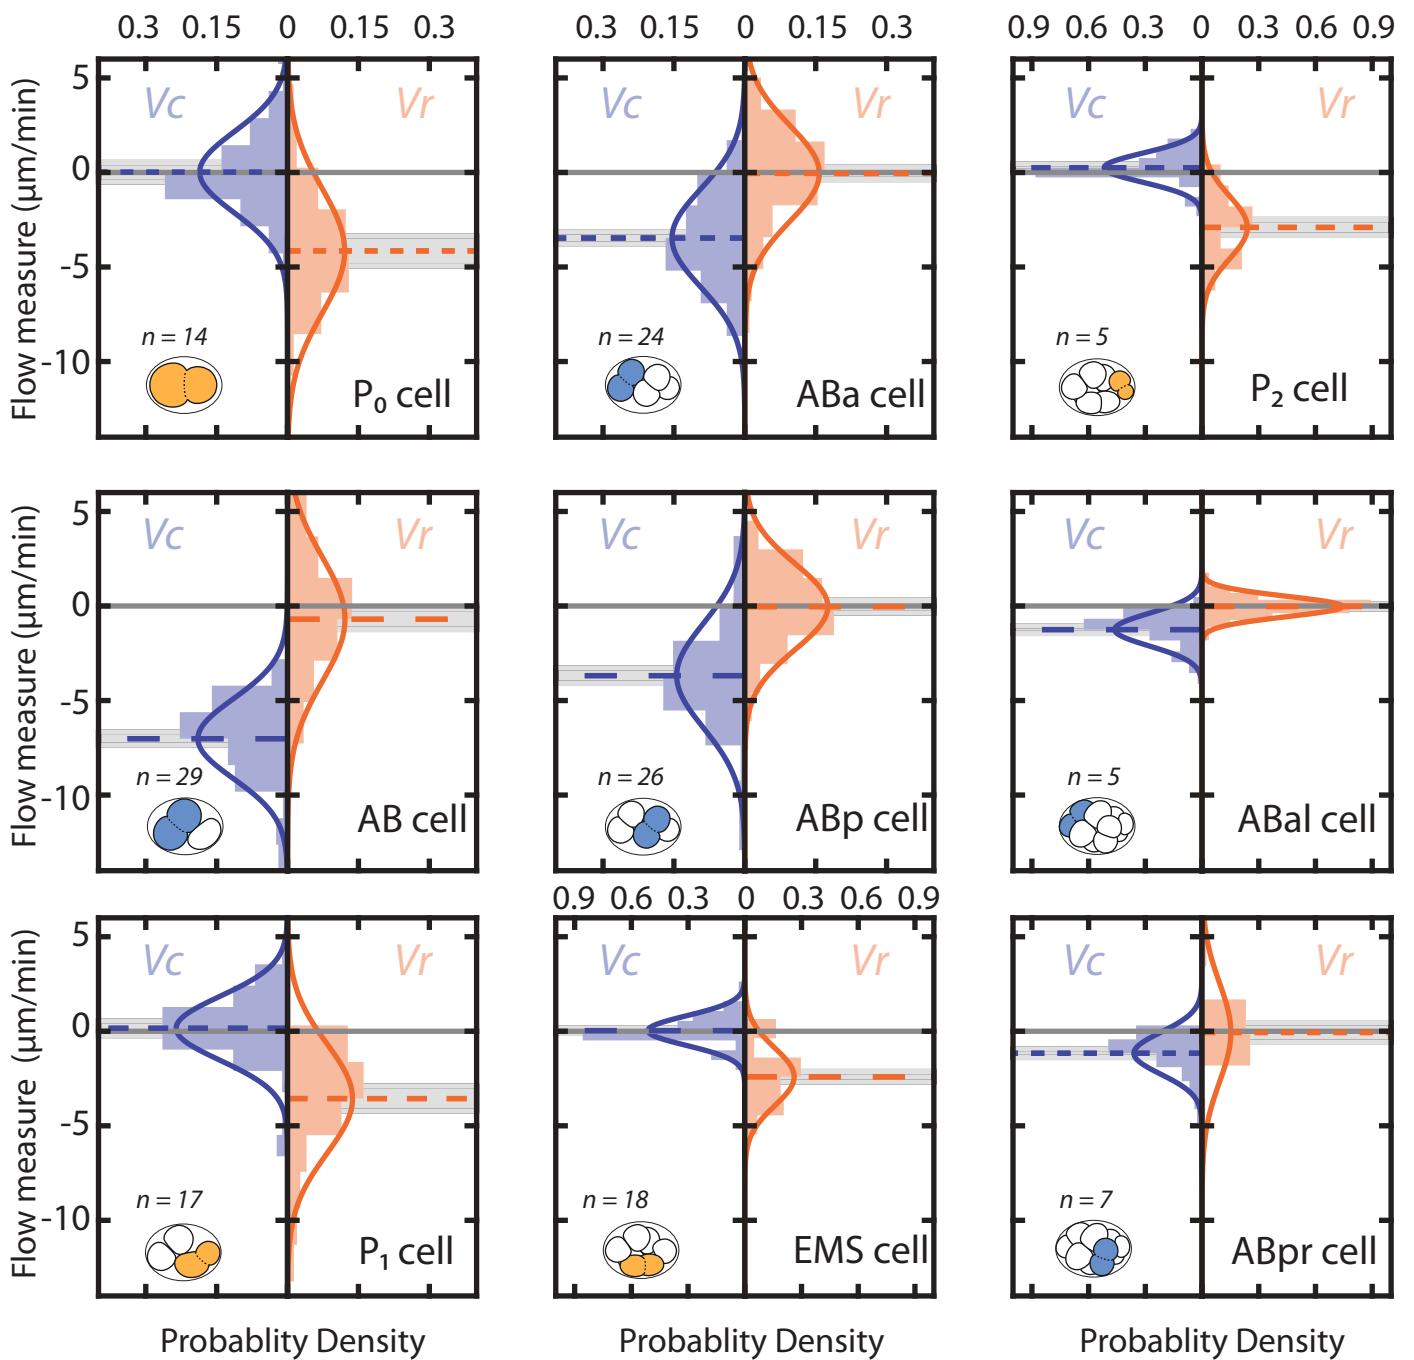 0.3 0.15 0 0.15 0.3
0.3 0.15 0 0.15 0.3
0.9 0.6 0.3 0 0.3 0.6 0.9
Flow measure (μm/min)
5
0
-5
-10
Vc
Vr
n = 14
P0 cell
Vc
Vr
n = 24
ABa cell
Vc
Vr
n = 5
P2 cell
Flow measure (μm/min)
5
0
-5
-10
Vc
Vr
n = 29
AB cell
Vc
Vr
n = 26
ABp cell
Vc
Vr
n = 5
ABal cell
0.9 0.6 0.3 0 0.3 0.6 0.9
Flow measure (μm/min)
5
0
-5
-10
Vc
Vr
n = 17
P1 cell
Vc
Vr
n = 18
EMS cell
Vc
Vr
n = 7
ABpr cell
Probablity Density
Probablity Density
Probablity Density